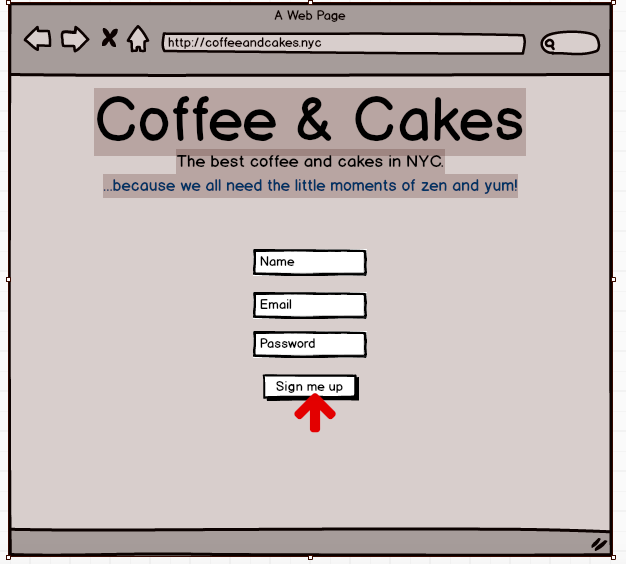 A Web Page
http://coffeeandcakes.nyc
Coffee & Cakes
The best coffee and cakes in NYC.
...because we all need the little moments of zen and yum!
Name
Email
Password
Sign me up